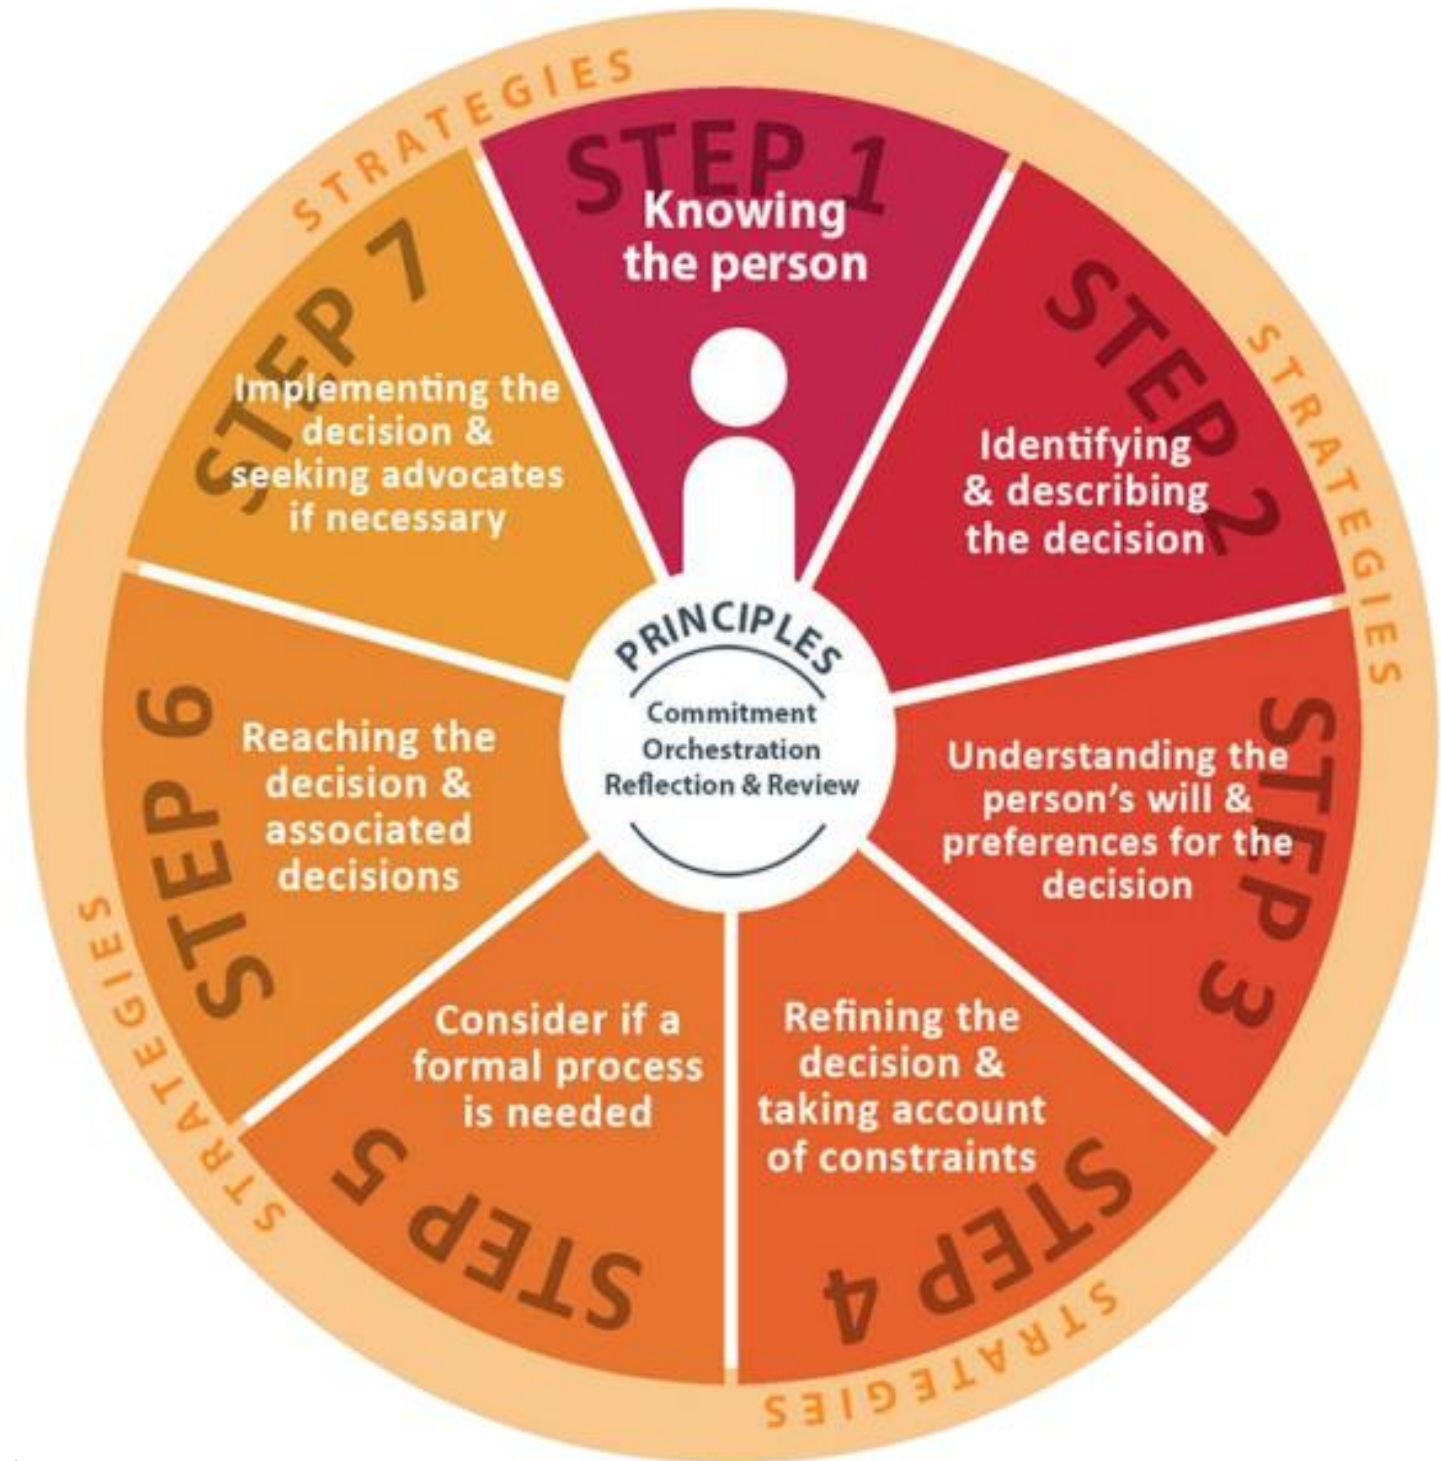 STRATEGIES
STEP 1
Knowing
the person
STRATEGIES
STEP 2
Identifying
& describing
the decision
STEP 3
Understanding the
person's will &
preferences for the
decision
STEP 4
Refining the
decision &
taking account
of constraints
STRATEGIES
STEP 5
Consider if a
formal process
is needed
STEP 6
Reaching the
decision &
associated
decisions
STRATEGIES
STEP 7
Implementing the
decision &
seeking advocates
if necessary
PRINCIPLES
Commitment
Orchestration
Reflection & Review